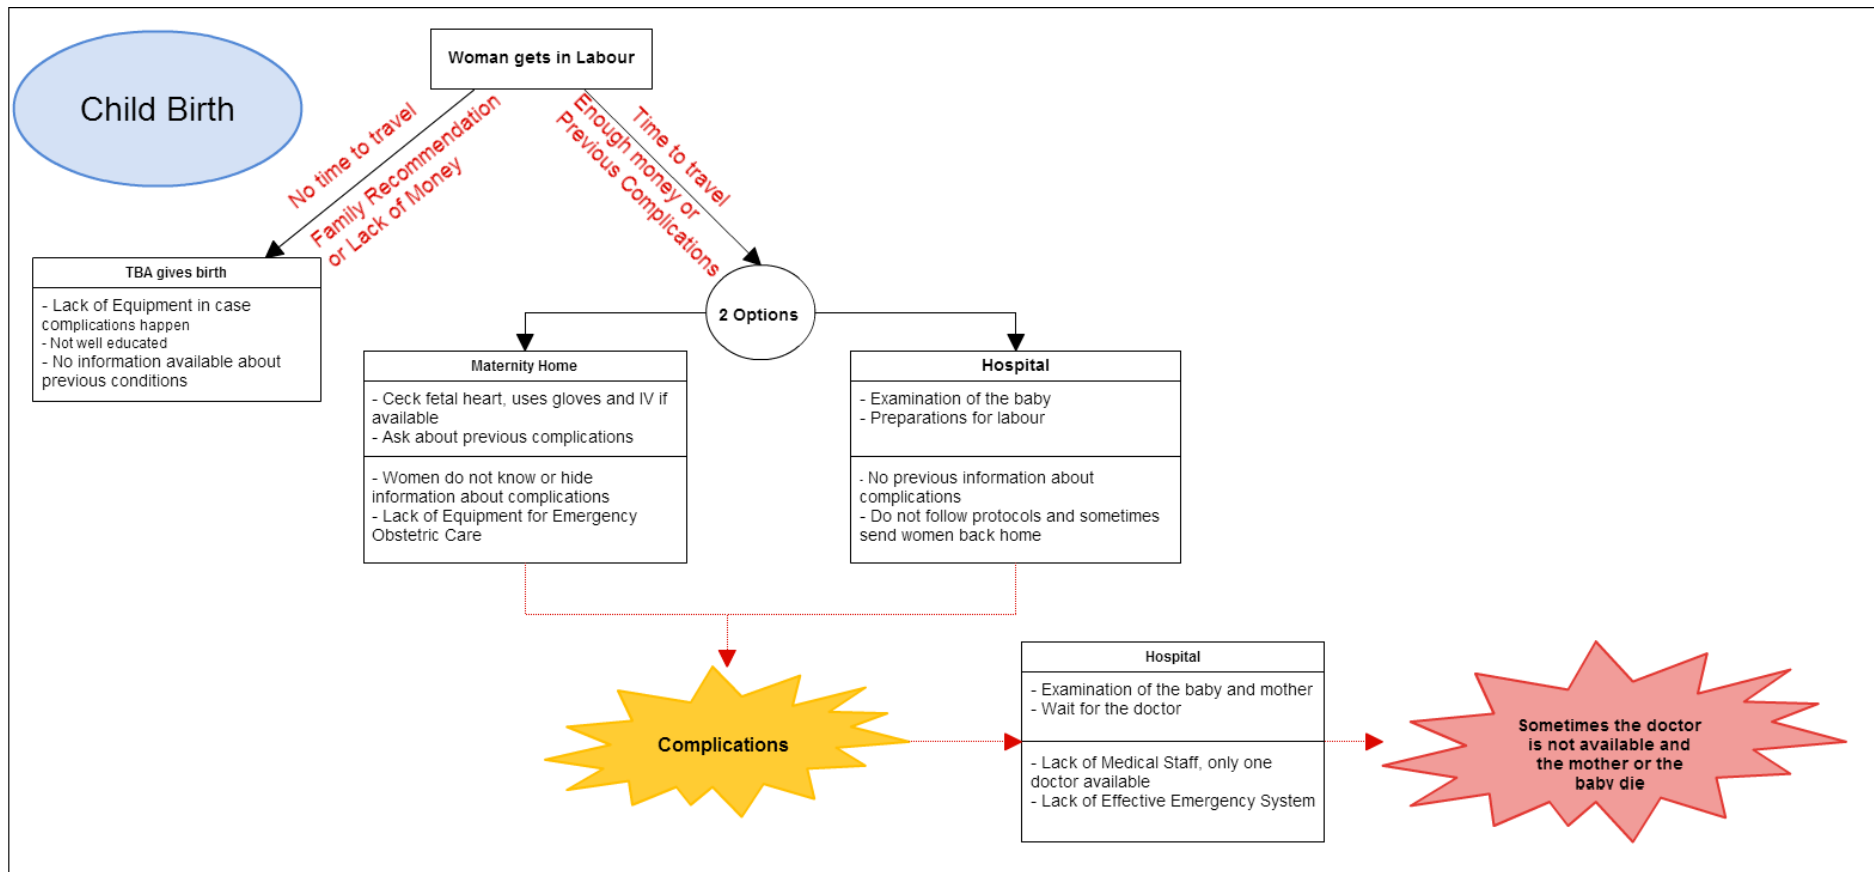 Child Birth
Woman gets in Labour
No time to travel
Family Recommendation
or Lack of Money
Time to travel
Enough money or
Previous Complications
TBA gives birth
- Lack of Equipment in case
complications happen
- Not well educated
- No information available about
previous conditions
2 Options
Maternity Home
- Ceck fetal heart, uses gloves and IV if
available
- Ask about previous complications
- Women do not know or hide
information about complications
- Lack of Equipment for Emergency
Obstetric Care
Hospital
- Examination of the baby
- Preparations for labour
- No previous information about
complications
- Do not follow protocols and sometimes
send women back home
Complications
Hospital
- Examination of the baby and mother
- Wait for the doctor
- Lack of Medical Staff, only one
doctor available
- Lack of Effective Emergency System
Sometimes the doctor
is not available and
the mother or the
baby die